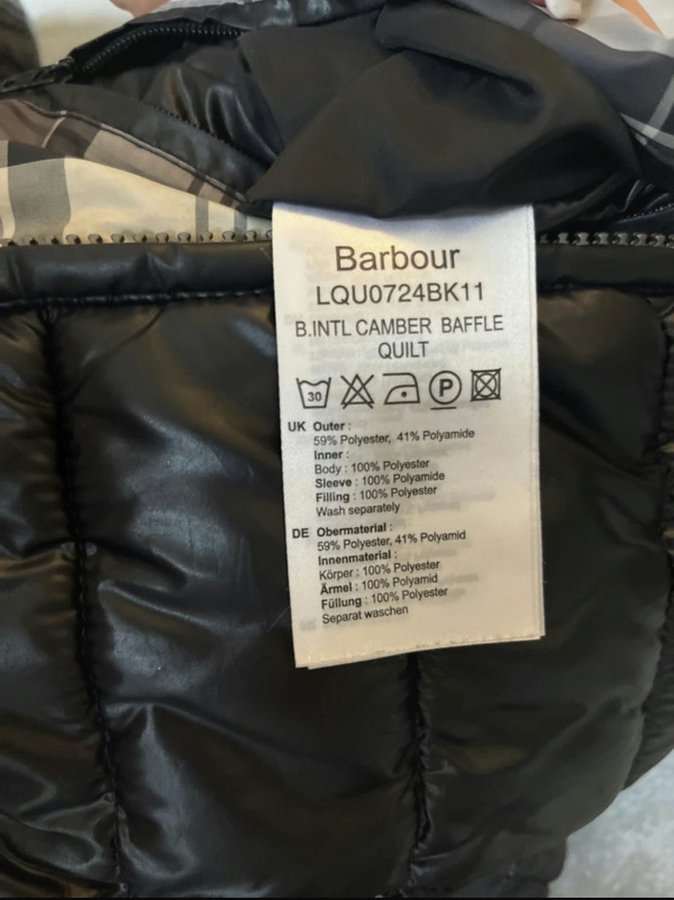 Barbour
LQU0724BK11
B.INTL CAMBER BAFFLE
QUILT
30 P
UK Outer :
59% Polyester, 41% Polyamide
Inner :
Body : 100% Polyester
Sleeve : 100% Polyamide
Filling : 100% Polyester
Wash separately
DE Obermaterial :
59% Polyester, 41% Polyamid
Innenmaterial :
Körper : 100% Polyester
Ärmel : 100% Polyamid
Füllung : 100% Polyester
Separat waschen